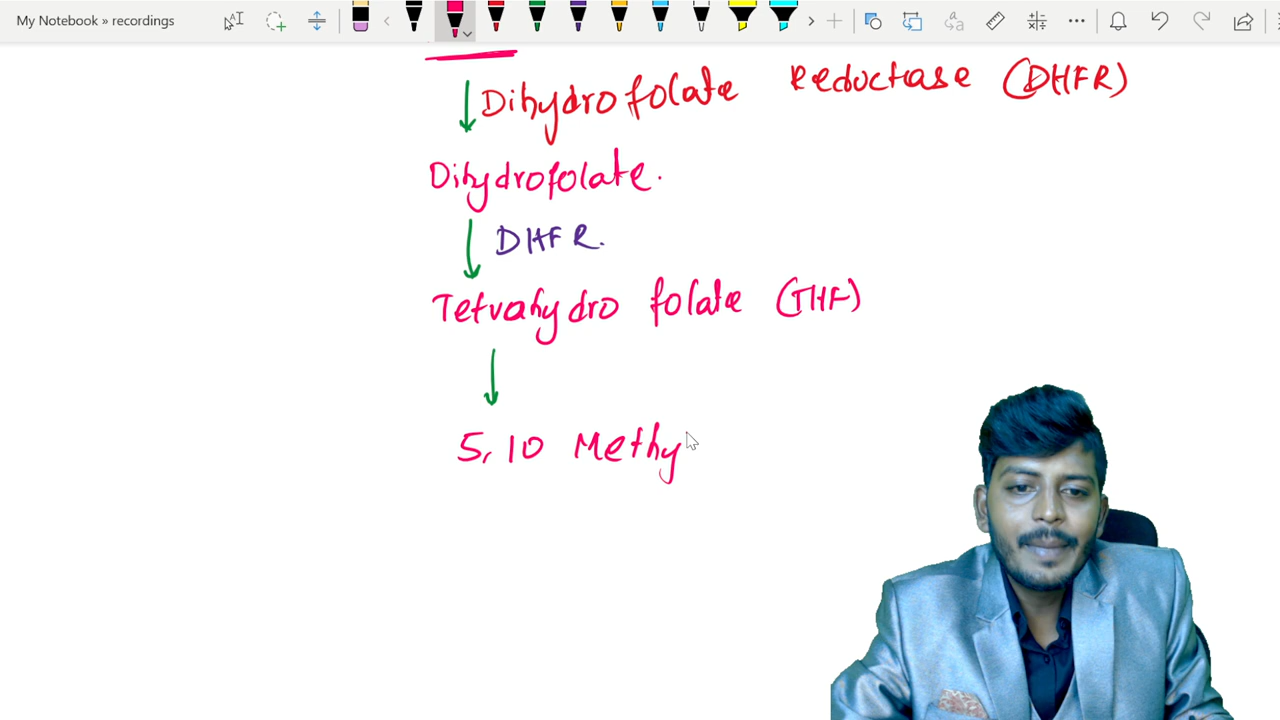 My Notebook » recordings
Dihydrofolate Reductase (DHFR)
Dihydrofolate.
DHFR.
Tetrahydro folate (THF)
5,10 Methy